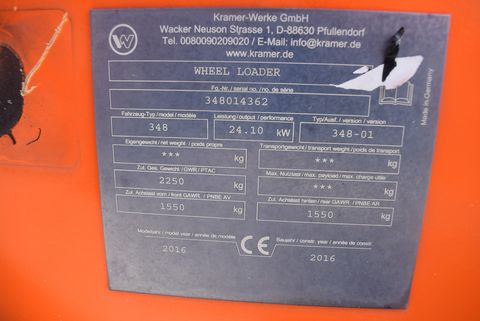 Kramer-Werke GmbH
Wacker Neuson Strasse 1, D-88630 Pfullendorf
Tel. 0080090209020 / E-Mail: info@kramer.de
www.kramer.de
WHEEL LOADER
Fg.-Nr./ serial no./ no. de série
348014362
Fahrzeug-Typ / model / modèle
Leistung / output / performance
Typ/Ausf. / version / version
348
24.10 kW
348-01
Eigengewicht / net weight / poids propre
Transportgewicht / transport weight / poids de transport
*** kg
*** kg
Zul. Ges. Gewicht / GWR / PTAC
Max. Nutzlast / max. payload / max. charge utile
2250 kg
*** kg
Zul. Achslast vorn / front GAWR / PNBE AV
Zul. Achslast hinten / rear GAWR / PNBE AR
1550 kg
1550 kg
Modelljahr / model year / année de modèle
Baujahr / constr. year / année de constr.
2016
CE
2016
Made in Germany